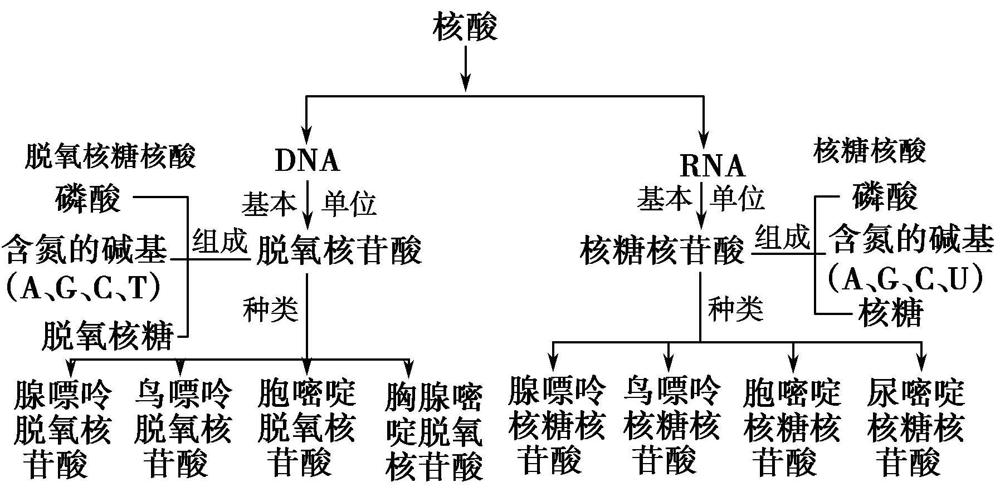 核酸
脱氧核糖核酸
DNA
RNA
核糖核酸
磷酸
基本
单位
基本
单位
磷酸
含氮的碱基
(A、G、C、T)
组成
脱氧核苷酸
核糖核苷酸
组成
含氮的碱基
(A、G、C、U)
脱氧核糖
种类
种类
核糖
腺嘌呤
脱氧核
苷酸
鸟嘌呤
脱氧核
苷酸
胞嘧啶
脱氧核
苷酸
胸腺嘧
啶脱氧
核苷酸
腺嘌呤
核糖核
苷酸
鸟嘌呤
核糖核
苷酸
胞嘧啶
核糖核
苷酸
尿嘧啶
核糖核
苷酸